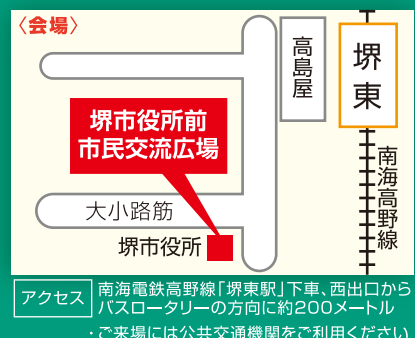 〈会場〉
高島屋
堺東
堺市役所前
市民交流広場
南海高野線
大小路筋
堺市役所
アクセス
南海電鉄高野線「堺東駅」下車、西出口から
バスロータリーの方向に約200メートル
・ご来場には公共交通機関をご利用ください